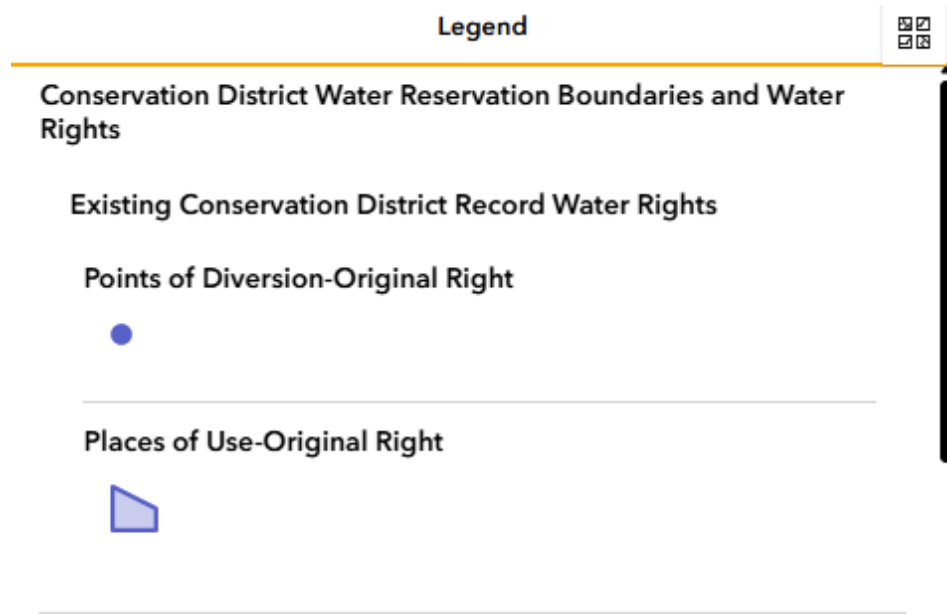 Legend
Conservation District Water Reservation Boundaries and Water
Rights
Existing Conservation District Record Water Rights
Points of Diversion-Original Right
Places of Use-Original Right